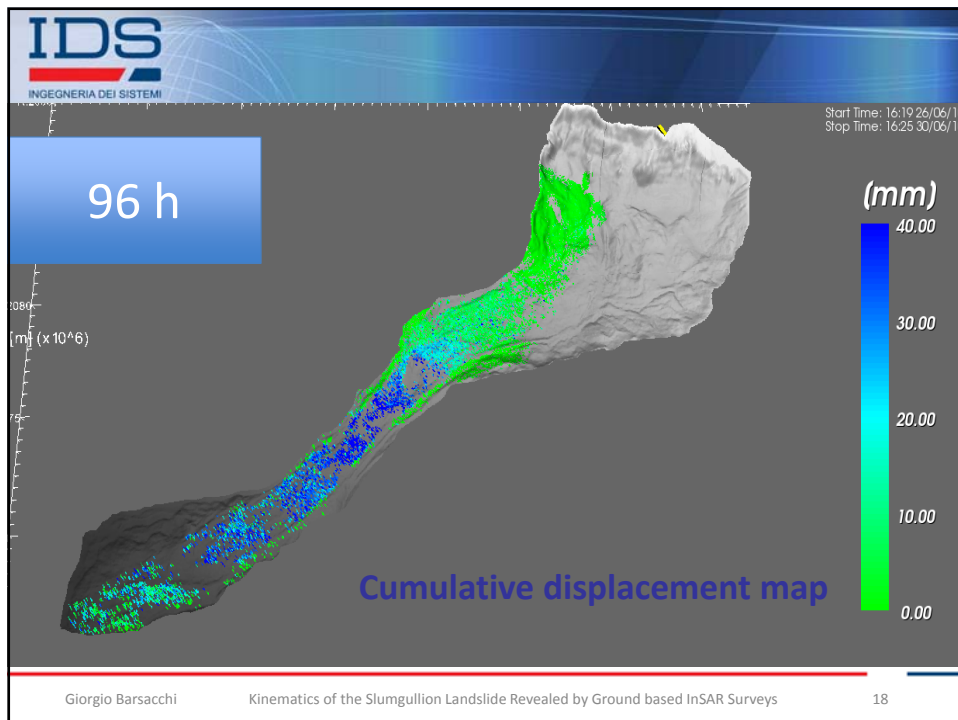 IDS
INGEGNERIA DEI SISTEMI
Start Time: 16:19 26/06/1
Stop Time: 16:25 30/06/1
96 h
(mm)
40.00
30.00
20.00
10.00
0.00
2080
[m] (x10^6)
75
Cumulative displacement map
Giorgio Barsacchi
Kinematics of the Slumgullion Landslide Revealed by Ground based InSAR Surveys
18